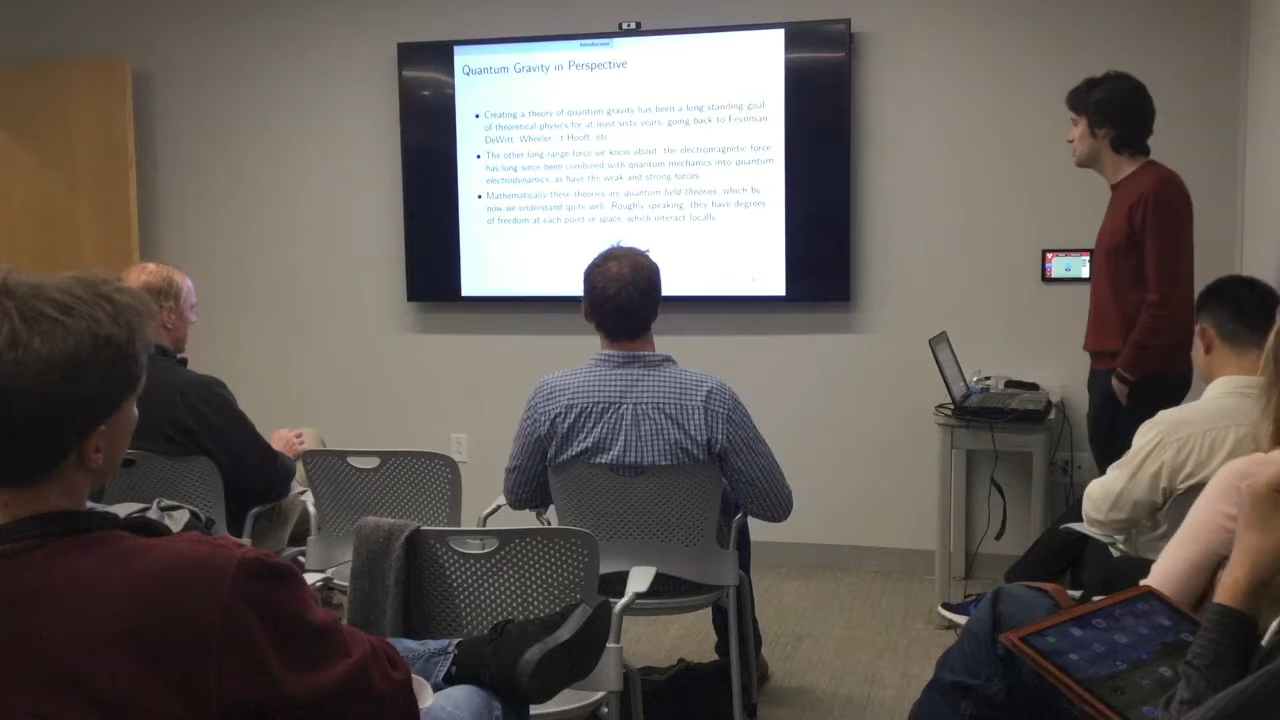 Introduction
Quantum Gravity in Perspective
Creating a theory of quantum gravity has been a long standing goal
of theoretical physics for at least sixty years, going back to Feynman
DeWitt, Wheeler, 't Hooft, etc
The other long range force we know about, the electromagnetic force
has long since been combined with quantum mechanics into quantum
electrodynamics, as have the weak and strong forces
Mathematically these theories are quantum field theories, which by
now we understand quite well. Roughly speaking, they have degrees
of freedom at each point in space, which interact locally